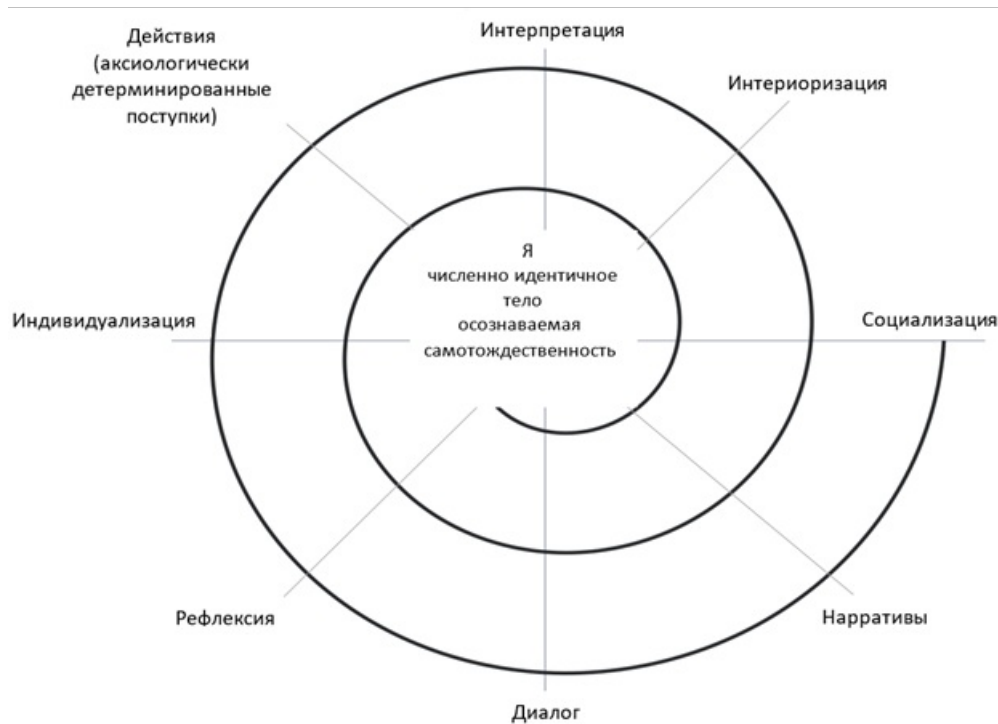 Действия
(аксиологически
детерминированные
поступки)
Интерпретация
Интериоризация
Я
численно идентичное
тело
осознаваемая
самотождественность
Индивидуализация
Социализация
Рефлексия
Нарративы
Диалог